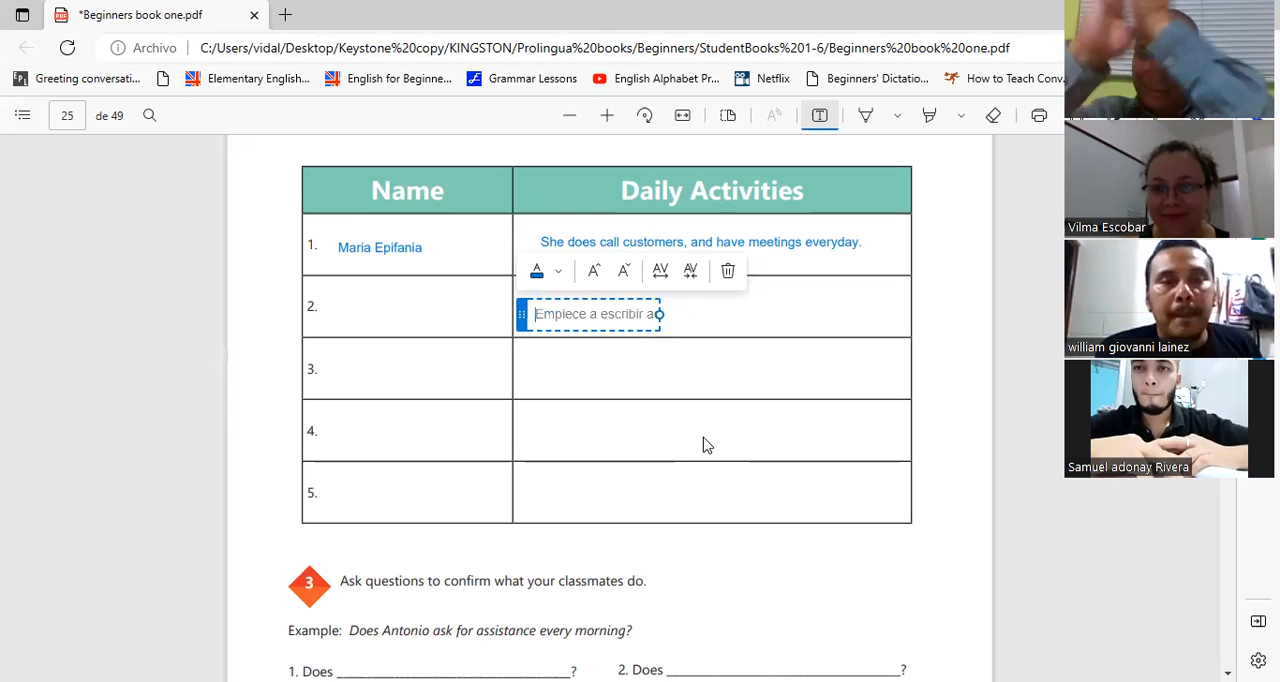 *Beginners book one.pdf
Archivo
C:/Users/vidal/Desktop/Keystone%20copy/KINGSTON/Prolingua%20books/Beginners/StudentBooks%201-6/Beginners%20book%20one.pdf
Greeting conversati...
Elementary English...
English for Beginne...
Grammar Lessons
English Alphabet Pr...
Netflix
Beginners' Dictatio...
How to Teach Conv
25
de 49
Name
Daily Activities
1.
Maria Epifania
She does call customers, and have meetings everyday.
2.
Empiece a escribir a
3.
4.
5.
3
Ask questions to confirm what your classmates do.
Example: Does Antonio ask for assistance every morning?
1. Does ______________________________?
2. Does ______________________________?
Vilma Escobar
william giovanni lainez
Samuel adonay Rivera